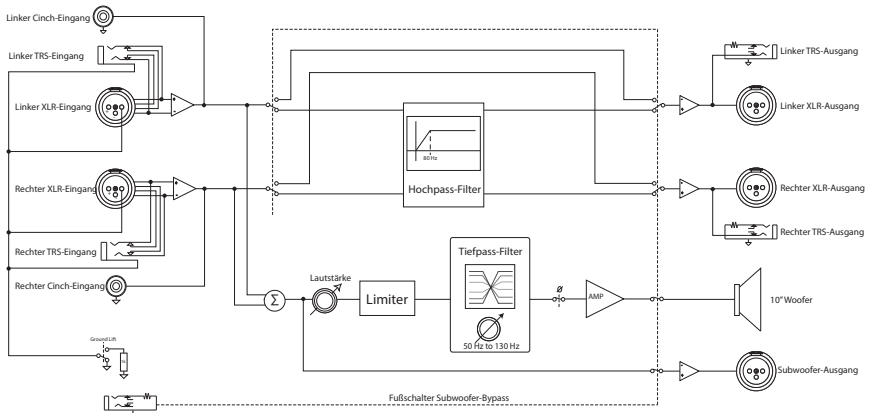 Linker Cinch-Eingang
Linker TRS-Eingang
Linker TRS-Ausgang
Linker XLR-Eingang
Linker XLR-Ausgang
80 Hz
Hochpass-Filter
Rechter XLR-Eingang
Rechter XLR-Ausgang
Rechter TRS-Eingang
Rechter TRS-Ausgang
Tiefpass-Filter
Rechter Cinch-Eingang
Lautstärke
Σ
Limiter
ø
AMP
10" Woofer
50 Hz to 130 Hz
Ground Lift
Subwoofer-Ausgang
Fußschalter Subwoofer-Bypass